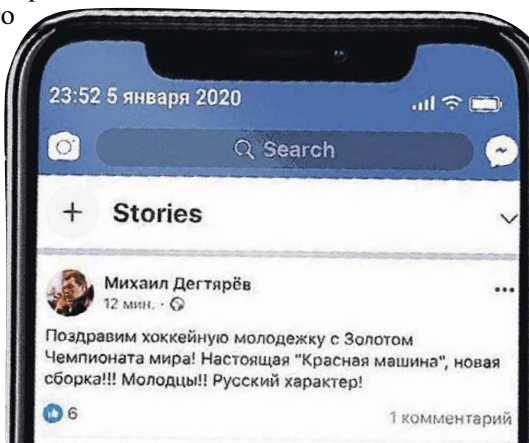 го
23:52 5 января 2020
Search
Stories
Михаил Дегтярёв
12 мин.
Поздравим хоккейную молодежку с Золотом
Чемпионата мира! Настоящая "Красная машина", новая
сборка!!! Молодцы!! Русский характер!
6
1 комментарий